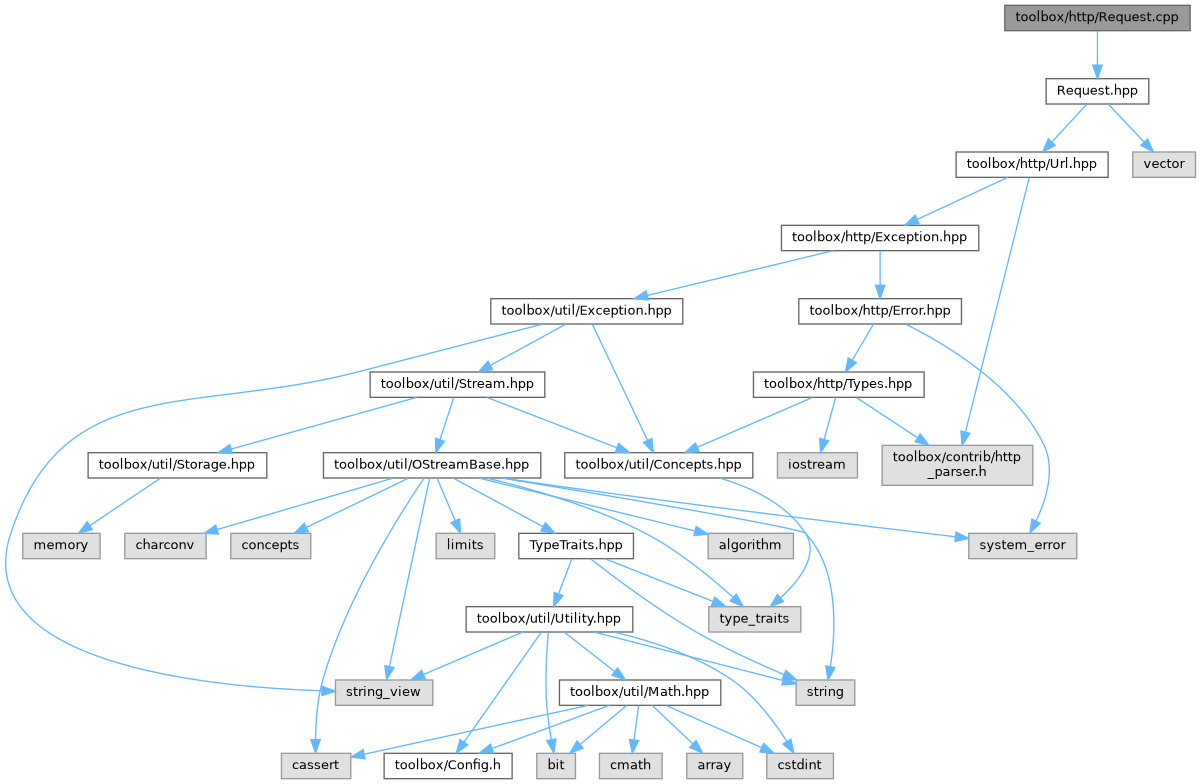 toolbox/http/Request.cpp
Request.hpp
toolbox/http/Url.hpp
vector
toolbox/http/Exception.hpp
toolbox/util/Exception.hpp
toolbox/http/Error.hpp
toolbox/util/Stream.hpp
toolbox/http/Types.hpp
toolbox/util/Storage.hpp
toolbox/util/OStreamBase.hpp
toolbox/util/Concepts.hpp
iostream
toolbox/contrib/http
_parser.h
memory
charconv
concepts
limits
TypeTraits.hpp
algorithm
system_error
toolbox/util/Utility.hpp
type_traits
string_view
toolbox/util/Math.hpp
string
cassert
toolbox/Config.h
bit
cmath
array
cstdint